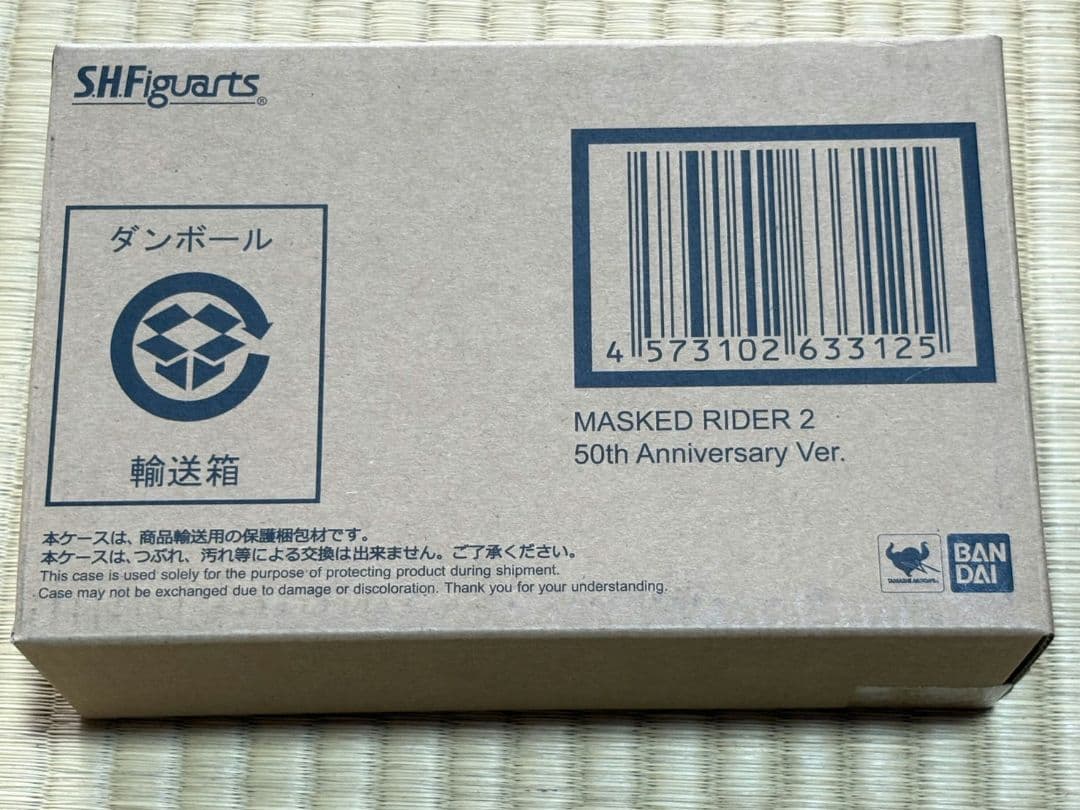 S.H.Figuarts®
ダンボール
輸送箱
4 573102 633125
MASKED RIDER 2
50th Anniversary Ver.
本ケースは、商品輸送用の保護梱包材です。
本ケースは、つぶれ、汚れ等による交換は出来ません。ご了承ください。
This case is used solely for the purpose of protecting product during shipment.
Case may not be exchanged due to damage or discoloration. Thank you for your understanding.
TAMASHII NATIONS
BAN
DAI